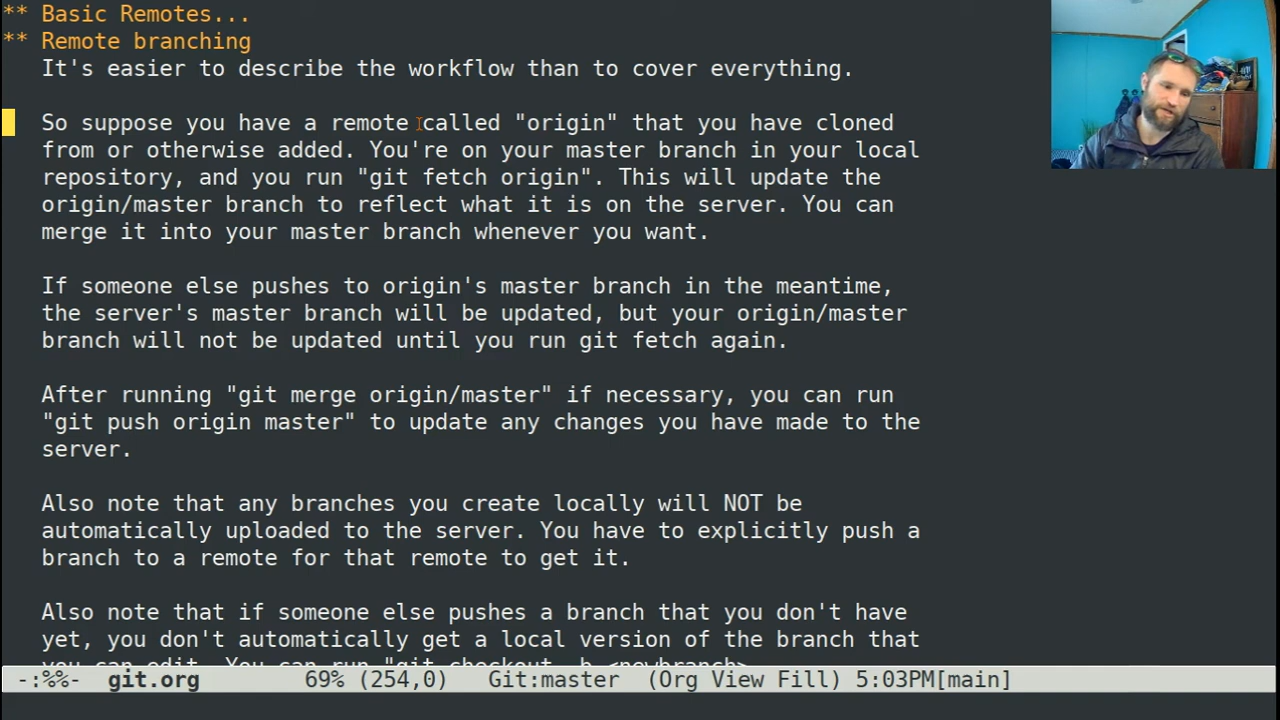 ** Basic Remotes...
** Remote branching
It's easier to describe the workflow than to cover everything.
So suppose you have a remote called "origin" that you have cloned
from or otherwise added. You're on your master branch in your local
repository, and you run "git fetch origin". This will update the
origin/master branch to reflect what it is on the server. You can
merge it into your master branch whenever you want.
If someone else pushes to origin's master branch in the meantime,
the server's master branch will be updated, but your origin/master
branch will not be updated until you run git fetch again.
After running "git merge origin/master" if necessary, you can run
"git push origin master" to update any changes you have made to the
server.
Also note that any branches you create locally will NOT be
automatically uploaded to the server. You have to explicitly push a
branch to a remote for that remote to get it.
Also note that if someone else pushes a branch that you don't have
yet, you don't automatically get a local version of the branch that
you can edit. You can run "git checkout -b <newbranch>
-:%%- git.org 69% (254,0) Git:master (Org View Fill) 5:03PM[main]